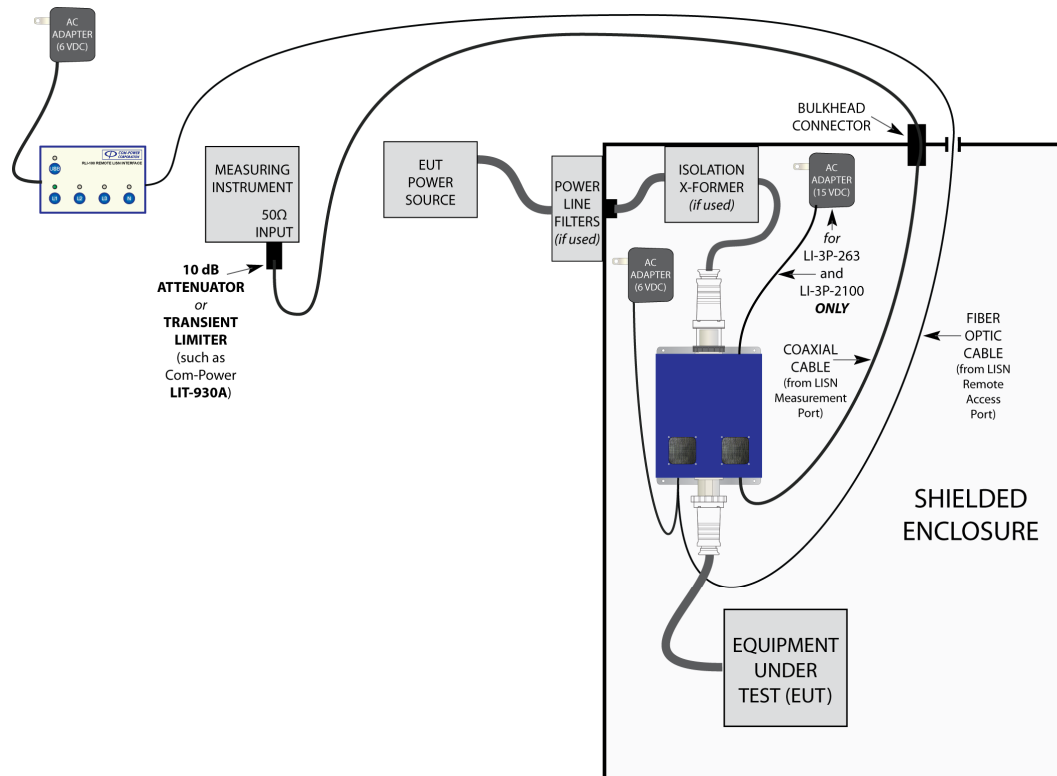 AC
ADAPTER
(6 VDC)
COM-POWER
CORPORATION
RLI-100 REMOTE LISN INTERFACE
USB
L1
L2
L3
N
MEASURING
INSTRUMENT
50Ω
INPUT
10 dB
ATTENUATOR
or
TRANSIENT
LIMITER
(such as
Com-Power
LIT-930A)
EUT
POWER
SOURCE
POWER
LINE
FILTERS
(if used)
ISOLATION
X-FORMER
(if used)
AC
ADAPTER
(15 VDC)
BULKHEAD
CONNECTOR
AC
ADAPTER
(6 VDC)
for
LI-3P-263
and
LI-3P-2100
ONLY
COAXIAL
CABLE
(from LISN
Measurement
Port)
FIBER
OPTIC
CABLE
(from LISN
Remote
Access
Port)
SHIELDED
ENCLOSURE
EQUIPMENT
UNDER
TEST (EUT)